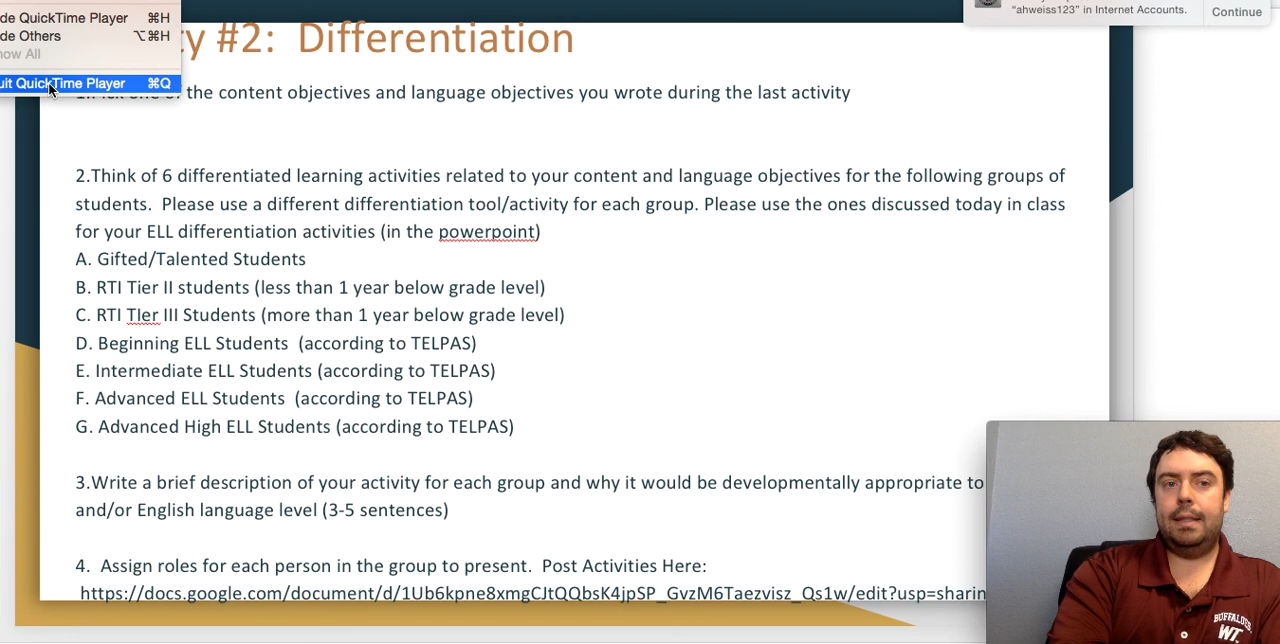 de QuickTime Player ⌘H
de Others ⌥⌘H
how All
uit QuickTime Player ⌘Q
"ahweiss123" in Internet Accounts.
Continue
y #2: Differentiation
the content objectives and language objectives you wrote during the last activity
2.Think of 6 differentiated learning activities related to your content and language objectives for the following groups of
students. Please use a different differentiation tool/activity for each group. Please use the ones discussed today in class
for your ELL differentiation activities (in the powerpoint)
A. Gifted/Talented Students
B. RTI Tier II students (less than 1 year below grade level)
C. RTI TIer III Students (more than 1 year below grade level)
D. Beginning ELL Students (according to TELPAS)
E. Intermediate ELL Students (according to TELPAS)
F. Advanced ELL Students (according to TELPAS)
G. Advanced High ELL Students (according to TELPAS)
3.Write a brief description of your activity for each group and why it would be developmentally appropriate to
and/or English language level (3-5 sentences)
4. Assign roles for each person in the group to present. Post Activities Here:
https://docs.google.com/document/d/1Ub6kpne8xmgCJtQQbsK4jpSP_GvzM6Taezvisz_Qs1w/edit?usp=sharin
BUFFALOES
WT